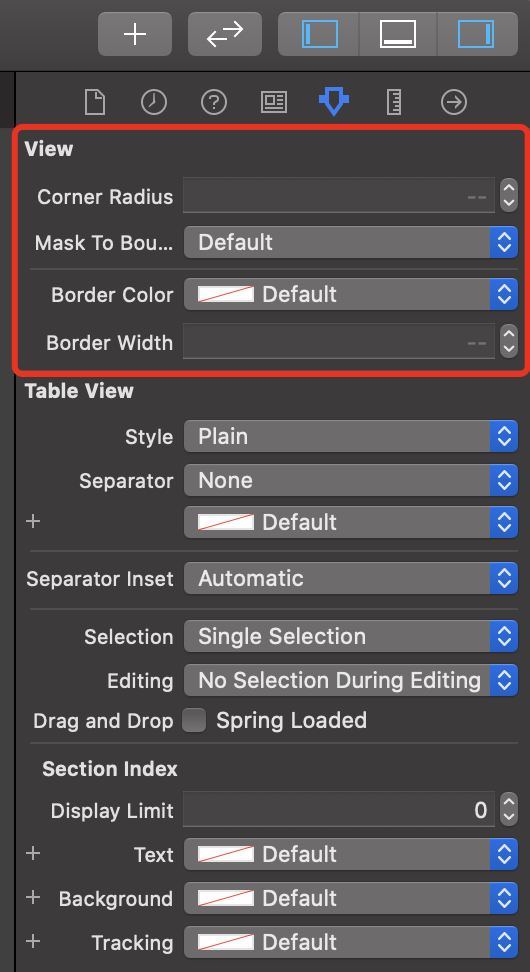 View
Corner Radius --
Mask To Bou... Default
Border Color Default
Border Width --
Table View
Style Plain
Separator None
+ Default
Separator Inset Automatic
Selection Single Selection
Editing No Selection During Editing
Drag and Drop Spring Loaded
Section Index
Display Limit 0
+ Text Default
+ Background Default
+ Tracking Default